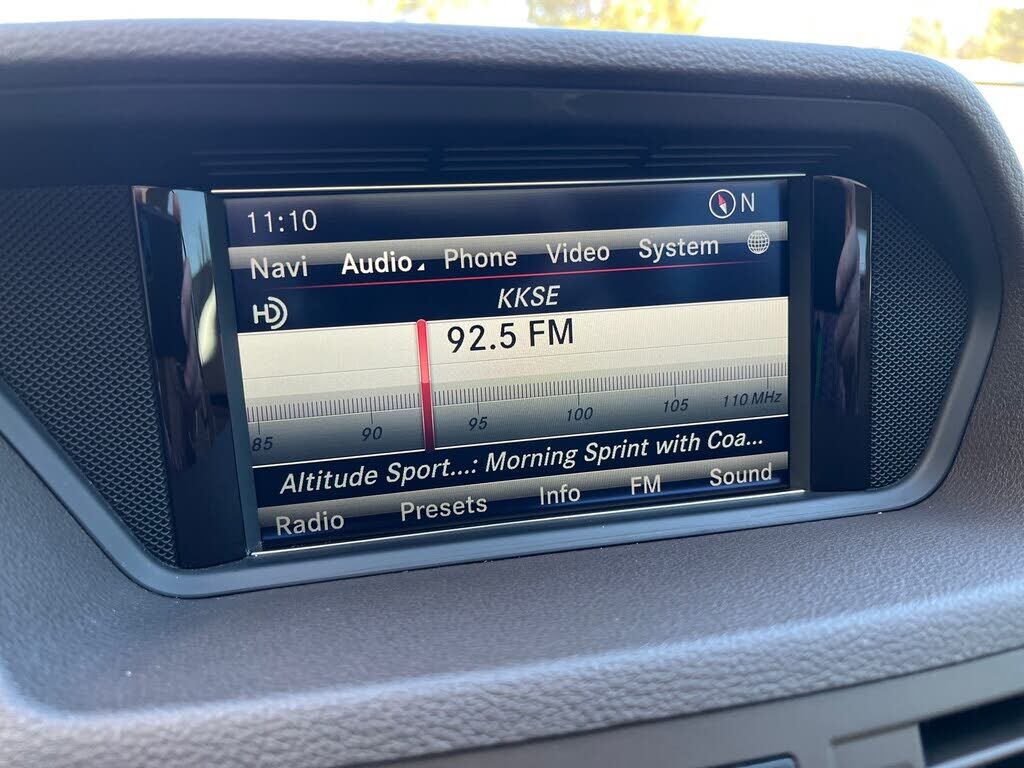 11:10 N
Navi Audio Phone Video System
HD KKSE
92.5 FM
85 90 95 100 105 110 MHz
Altitude Sport...: Morning Sprint with Coa...
Radio Presets Info FM Sound